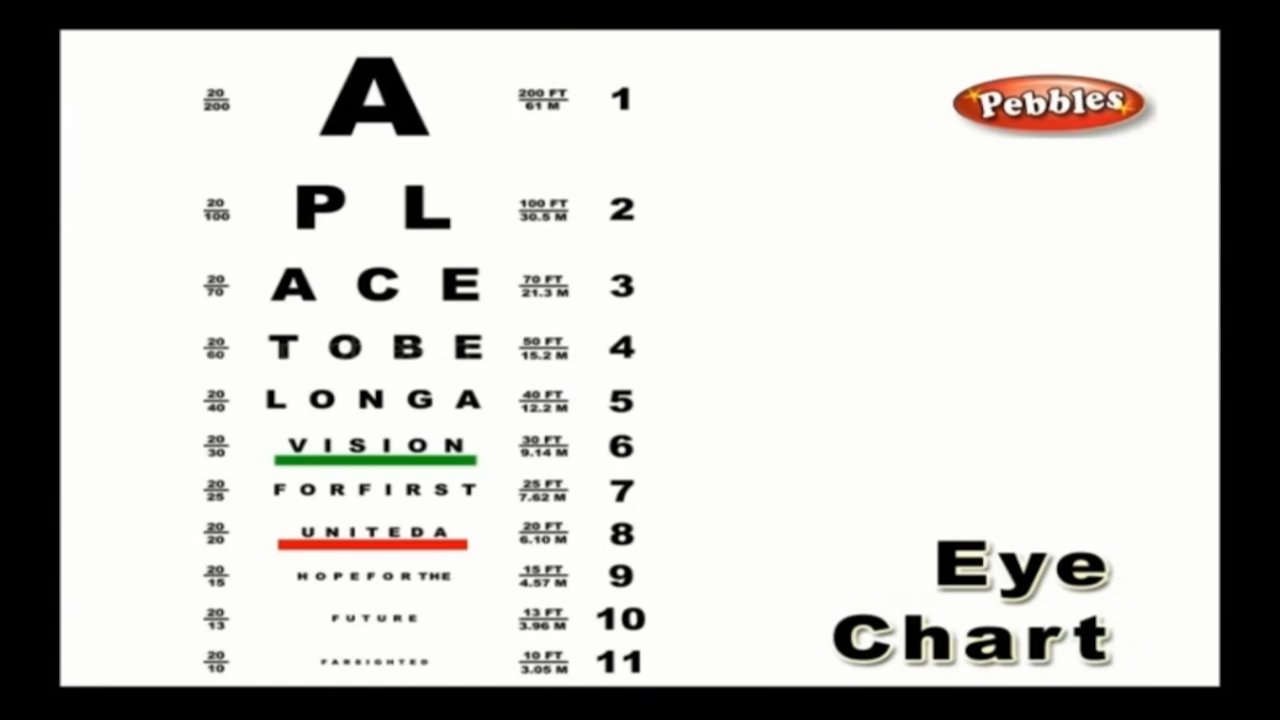 20/200 A 200 FT/61 M 1
Pebbles
20/100 P L 100 FT/30.5 M 2
20/70 A C E 70 FT/21.3 M 3
20/60 T O B E 50 FT/15.2 M 4
20/40 L O N G A 40 FT/12.2 M 5
20/30 V I S I O N 30 FT/9.14 M 6
20/25 F O R F I R S T 25 FT/7.62 M 7
20/20 U N I T E D A 20 FT/6.10 M 8
20/15 H O P E F O R T H E 15 FT/4.57 M 9
20/13 F U T U R E 13 FT/3.96 M 10
20/10 F A R S I G H T E D 10 FT/3.05 M 11
Eye
Chart